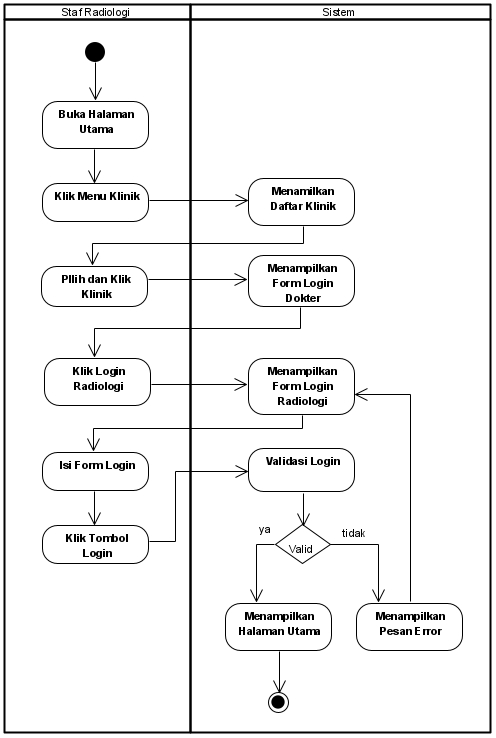 Staf Radiologi
Sistem
Buka Halaman
Utama
Klik Menu Klinik
Menamilkan
Daftar Klinik
PIlih dan Klik
Klinik
Menampilkan
Form Login
Dokter
Klik Login
Radiologi
Menampilkan
Form Login
Radiologi
Isi Form Login
Validasi Login
Klik Tombol
Login
ya
Valid
tidak
Menampilkan
Halaman Utama
Menampilkan
Pesan Error